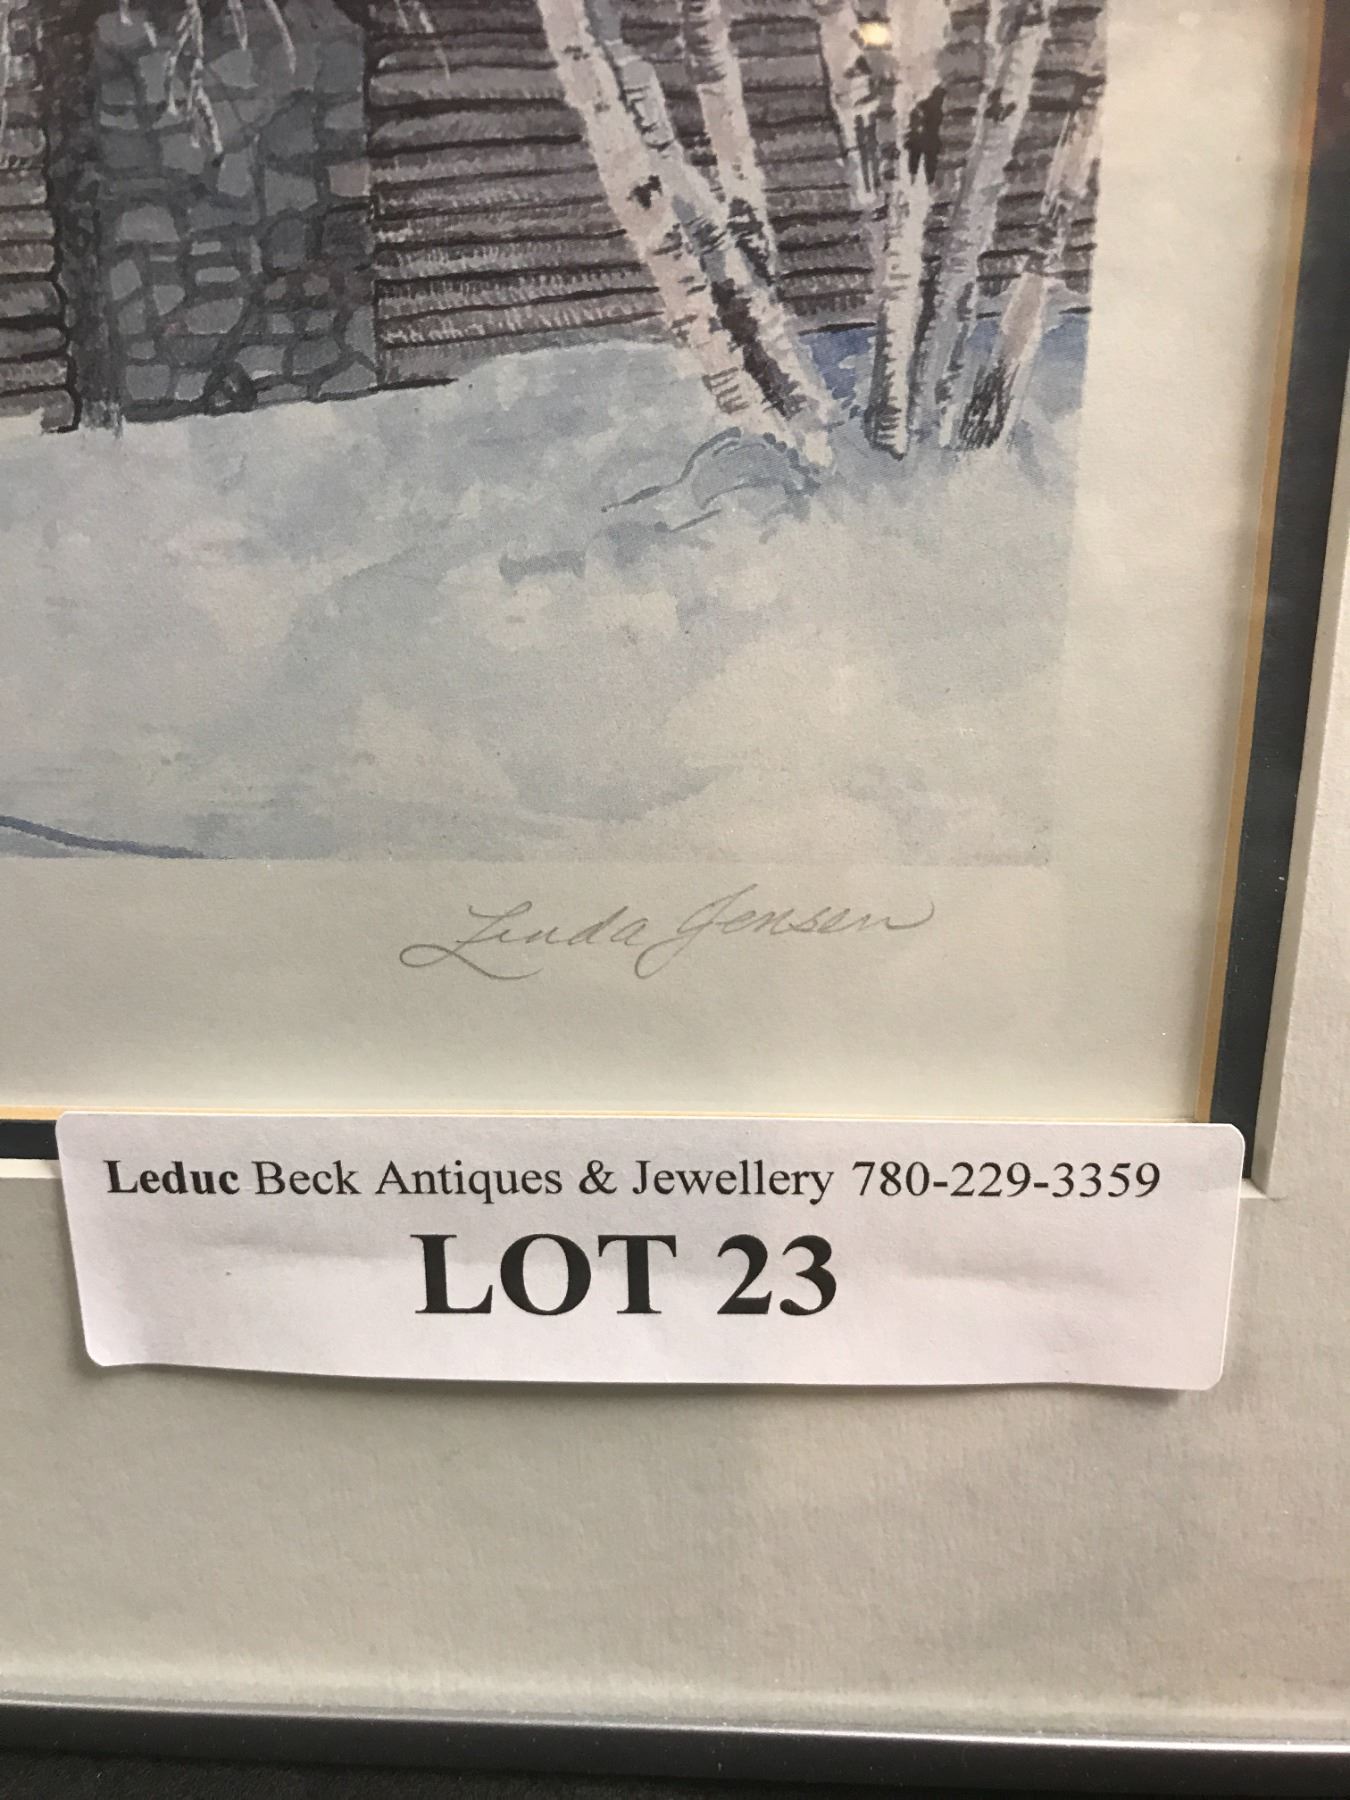 Linda Jensen
Leduc Beck Antiques & Jewellery 780-229-3359
LOT 23